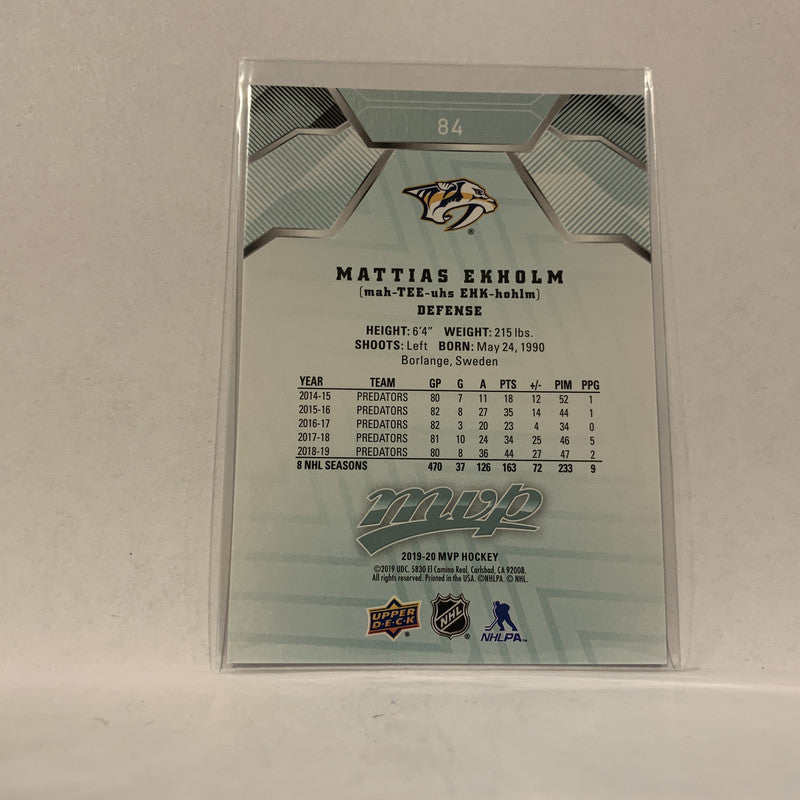 84
MATTIAS EKHOLM
(mah-TEE-uhs EHK-hohlm)
DEFENSE
HEIGHT: 6'4" WEIGHT: 215 lbs.
SHOOTS: Left BORN: May 24, 1990
Borlange, Sweden
YEAR TEAM GP G A PTS +/- PIM PPG
2014-15 PREDATORS 80 7 11 18 12 52 1
2015-16 PREDATORS 82 8 27 35 14 44 1
2016-17 PREDATORS 82 3 20 23 4 34 0
2017-18 PREDATORS 81 10 24 34 25 46 5
2018-19 PREDATORS 80 8 36 44 27 47 2
8 NHL SEASONS 470 37 126 163 72 233 9
mvp
2019-20 MVP HOCKEY
©2019 UDC. 5830 El Camino Real, Carlsbad, CA 92008.
All rights reserved. Printed in the USA. ©NHLPA. © NHL.
UPPER DECK ® NHL ® NHLPA™